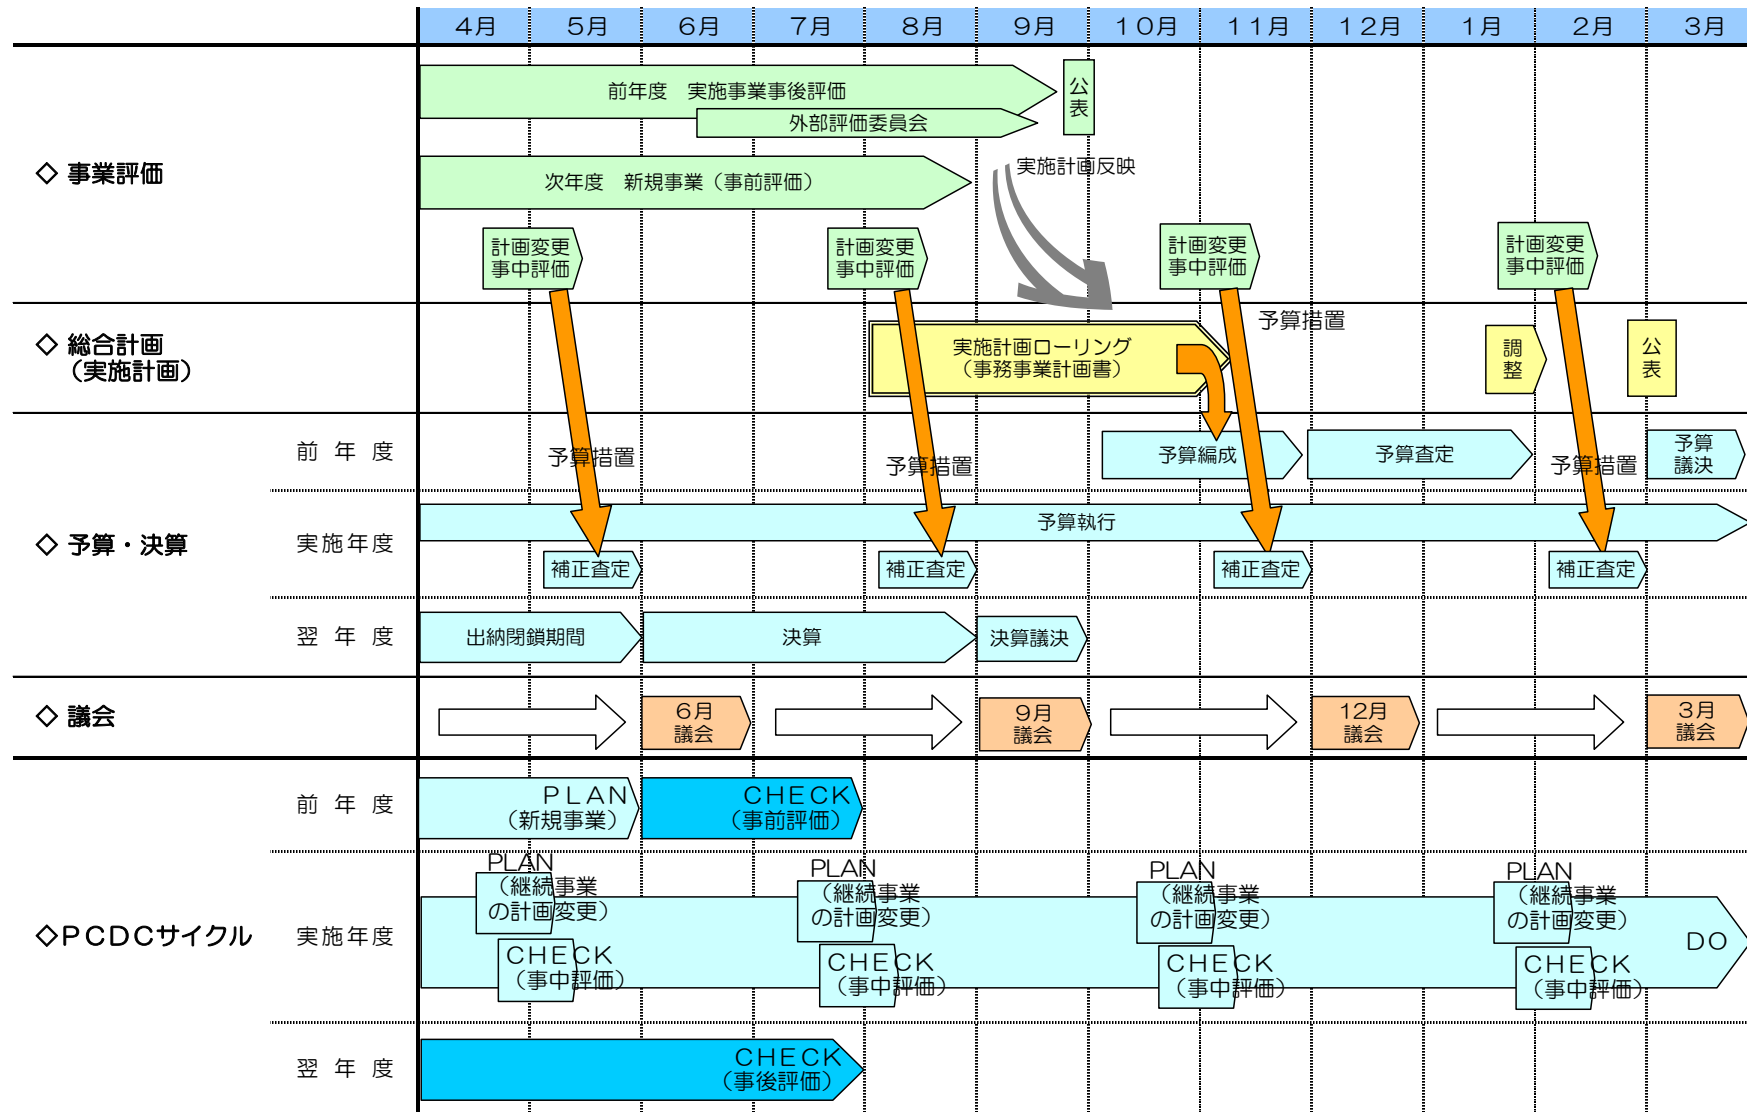 4月 5月 6月 7月 8月 9月 10月 11月 12月 1月 2月 3月
◇ 事業評価
前年度　実施事業事後評価
公
表
外部評価委員会
実施計画反映
次年度　新規事業（事前評価）
計画変更
事中評価
計画変更
事中評価
計画変更
事中評価
計画変更
事中評価
◇ 総合計画
（実施計画）
予算措置
実施計画ローリング
（事務事業計画書）
調
整
公
表
◇ 予算・決算
前 年 度
予算措置
予算措置
予算編成
予算査定
予算措置
予算
議決
実施年度
予算執行
補正査定
補正査定
補正査定
補正査定
翌 年 度
出納閉鎖期間
決算
決算議決
◇ 議会
6月
議会
9月
議会
12月
議会
3月
議会
◇PCDCサイクル
前 年 度
PLAN
（新規事業）
CHECK
（事前評価）
実施年度
PLAN
（継続事業
の計画変更）
CHECK
（事中評価）
PLAN
（継続事業
の計画変更）
CHECK
（事中評価）
PLAN
（継続事業
の計画変更）
CHECK
（事中評価）
PLAN
（継続事業
の計画変更）
CHECK
（事中評価）
DO
翌 年 度
CHECK
（事後評価）